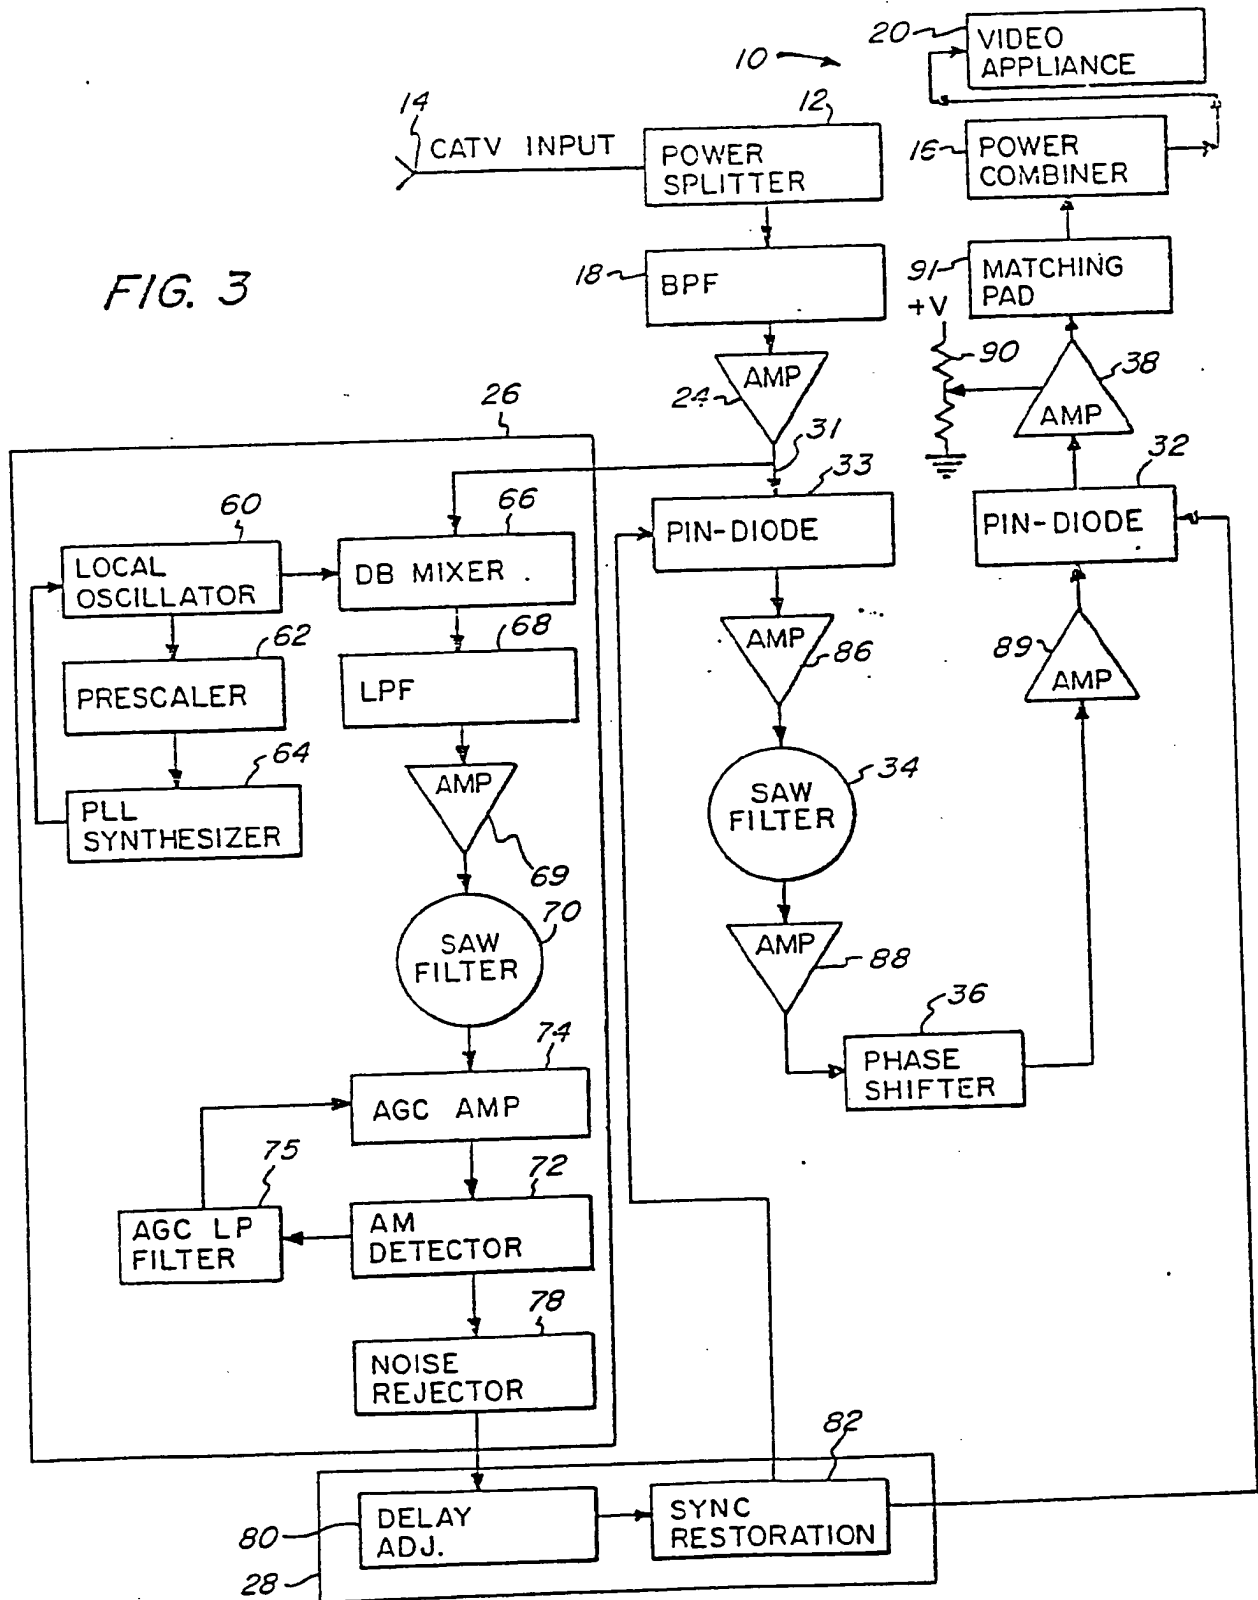 20
VIDEO
APPLIANCE
10
14
CATV INPUT
12
POWER
SPLITTER
16
POWER
COMBINER
FIG. 3
18
BPF
91
MATCHING
PAD
+V
90
38
AMP
24
AMP
26
31
33
PIN-DIODE
32
PIN-DIODE
60
LOCAL
OSCILLATOR
66
DB MIXER
62
PRESCALER
68
LPF
64
PLL
SYNTHESIZER
AMP
69
AMP
86
89
AMP
34
SAW
FILTER
70
SAW
FILTER
AMP
88
36
PHASE
SHIFTER
74
AGC AMP
75
AGC LP
FILTER
72
AM
DETECTOR
78
NOISE
REJECTOR
82
80
DELAY
ADJ.
SYNC
RESTORATION
28